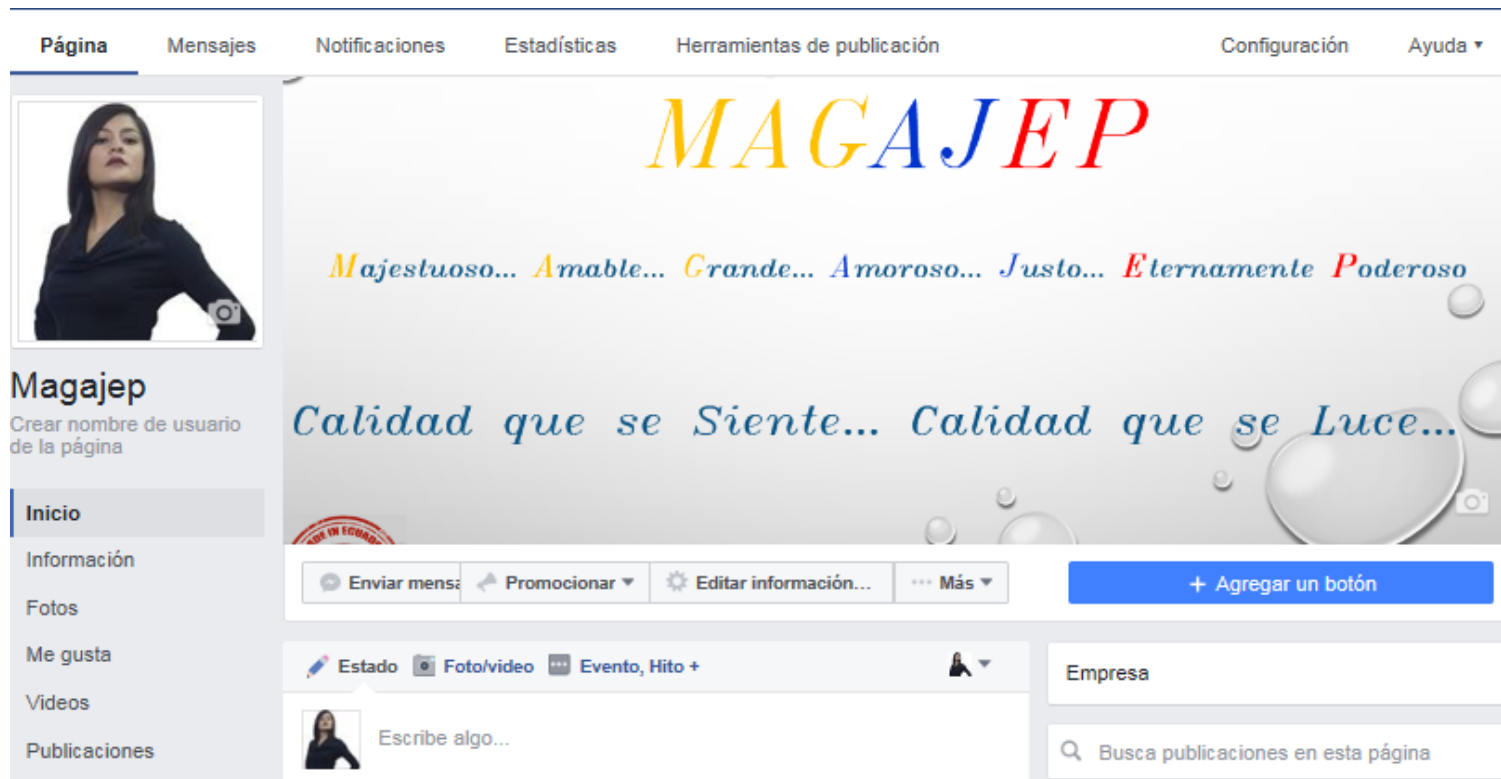 Página Mensajes Notificaciones Estadísticas Herramientas de publicación Configuración Ayuda
MAGAJEP
Majestuoso... Amable... Grande... Amoroso... Justo... Eternamente Poderoso
Calidad que se Siente... Calidad que se Luce...
MADE IN ECUADOR
Magajep
Crear nombre de usuario
de la página
Inicio
Información
Fotos
Me gusta
Videos
Publicaciones
Enviar mensa Promocionar Editar información... Más + Agregar un botón
Estado Foto/video Evento, Hito +
Escribe algo...
Empresa
Busca publicaciones en esta página